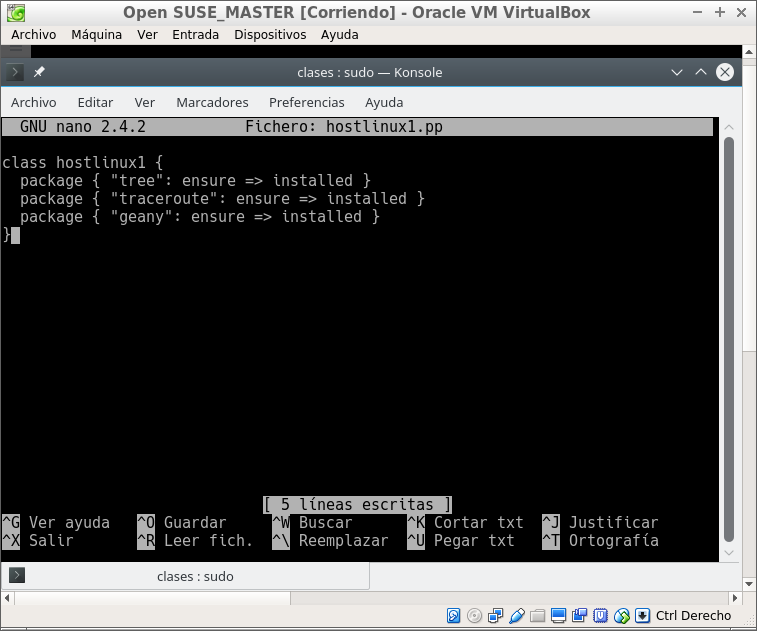 Open SUSE_MASTER [Corriendo] - Oracle VM VirtualBox
Archivo Máquina Ver Entrada Dispositivos Ayuda
clases : sudo — Konsole
Archivo Editar Ver Marcadores Preferencias Ayuda
GNU nano 2.4.2 Fichero: hostlinux1.pp
class hostlinux1 {
  package { "tree": ensure => installed }
  package { "traceroute": ensure => installed }
  package { "geany": ensure => installed }
}
[ 5 líneas escritas ]
^G Ver ayuda ^O Guardar ^W Buscar ^K Cortar txt ^J Justificar
^X Salir ^R Leer fich. ^\ Reemplazar ^U Pegar txt ^T Ortografía
clases : sudo
Ctrl Derecho